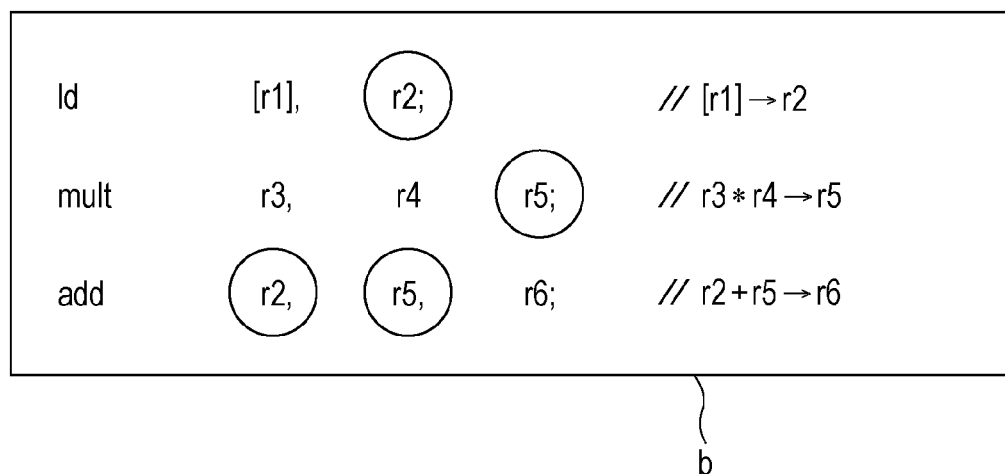 ld [r1], r2; // [r1]→r2
mult r3, r4 r5; // r3*r4→r5
add r2, r5, r6; // r2+r5→r6
b